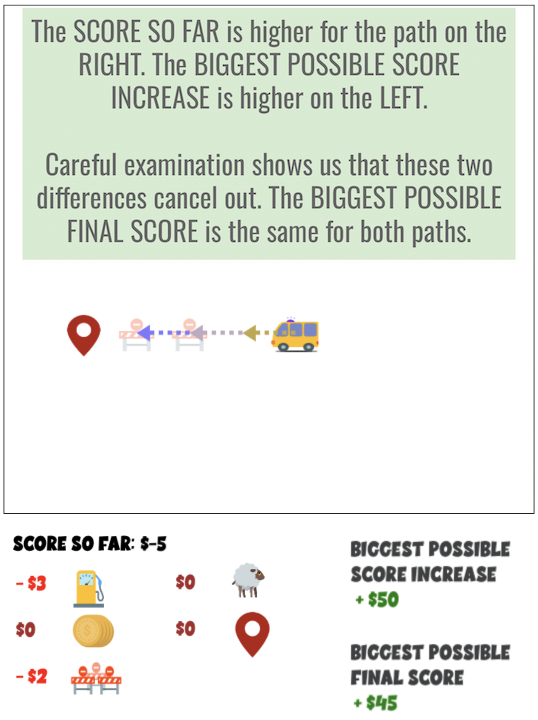 The SCORE SO FAR is higher for the path on the
RIGHT. The BIGGEST POSSIBLE SCORE
INCREASE is higher on the LEFT.
Careful examination shows us that these two
differences cancel out. The BIGGEST POSSIBLE
FINAL SCORE is the same for both paths.
SCORE SO FAR: $-5
- $3
$0
$0
$0
- $2
BIGGEST POSSIBLE
SCORE INCREASE
+ $50
BIGGEST POSSIBLE
FINAL SCORE
+ $45